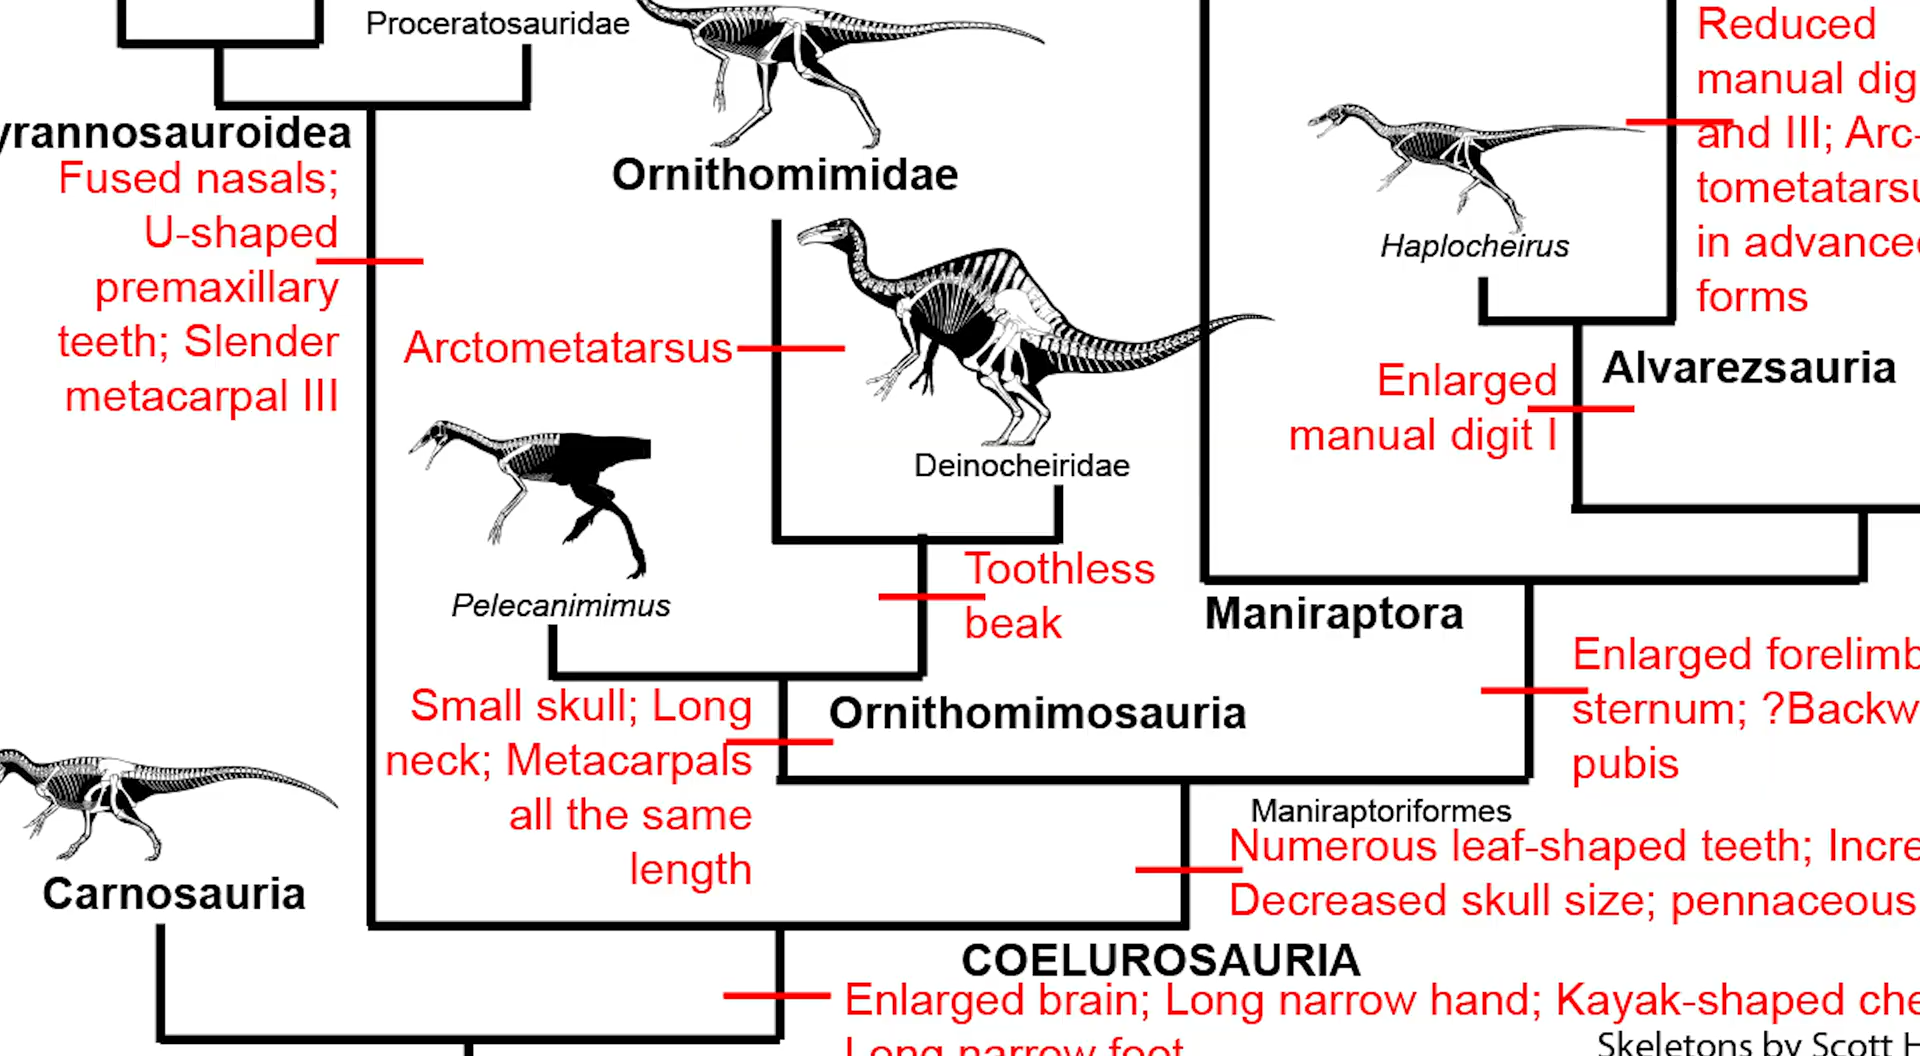 Proceratosauridae
yrannosauroidea
Fused nasals;
U-shaped
premaxillary
teeth; Slender
metacarpal III
Ornithomimidae
Arctometatarsus
Deinocheiridae
Pelecanimimus
Toothless
beak
Small skull; Long
neck; Metacarpals
all the same
length
Ornithomimosauria
Reduced
manual dig
and III; Arc-
tometatarsu
in advanced
forms
Haplocheirus
Alvarezsauria
Enlarged
manual digit I
Maniraptora
Enlarged forelimb
sternum; ?Backw
pubis
Maniraptoriformes
Numerous leaf-shaped teeth; Incre
Decreased skull size; pennaceous
Carnosauria
COELUROSAURIA
Enlarged brain; Long narrow hand; Kayak-shaped che
Long narrow foot
Skeletons by Scott H